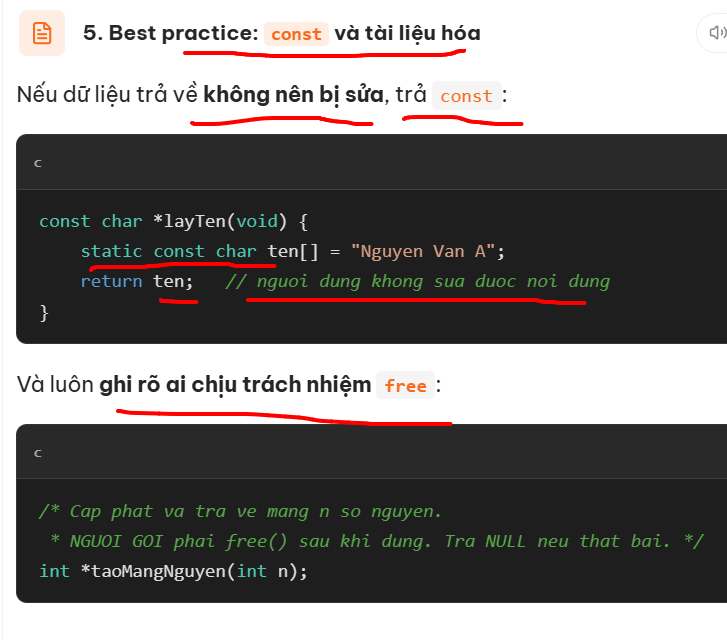 5. Best practice: const và tài liệu hóa
Nếu dữ liệu trả về không nên bị sửa, trả const:
c
const char *layTen(void) {
    static const char ten[] = "Nguyen Van A";
    return ten;   // nguoi dung khong sua duoc noi dung
}
Và luôn ghi rõ ai chịu trách nhiệm free:
c
/* Cap phat va tra ve mang n so nguyen.
 * NGUOI GOI phai free() sau khi dung. Tra NULL neu that bai. */
int *taoMangNguyen(int n);